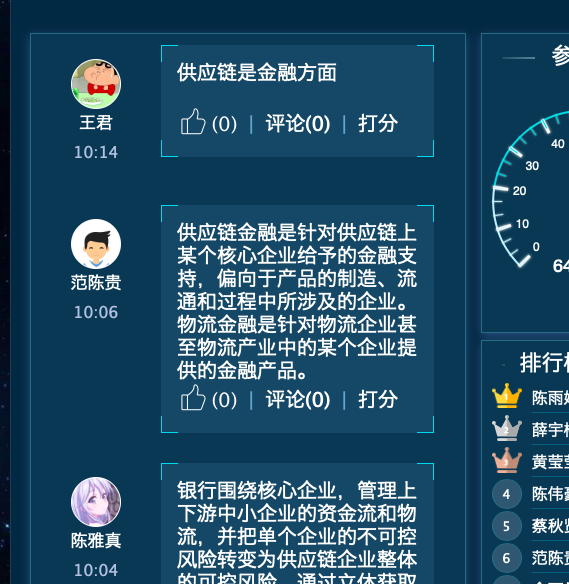 供应链是金融方面
(0) | 评论(0) | 打分
王君
10:14
供应链金融是针对供应链上
某个核心企业给予的金融支
持，偏向于产品的制造、流
通和过程中所涉及的企业。
物流金融是针对物流企业甚
至物流产业中的某个企业提
供的金融产品。
(0) | 评论(0) | 打分
范陈贵
10:06
银行围绕核心企业，管理上
下游中小企业的资金流和物
流，并把单个企业的不可控
风险转变为供应链企业整体
的可控风险，通过立体获取
陈雅真
10:04
参
40
30
20
10
0
64
排行
1 陈雨
2 薛宇
3 黄莹
4 陈伟
5 蔡秋
6 范陈贵